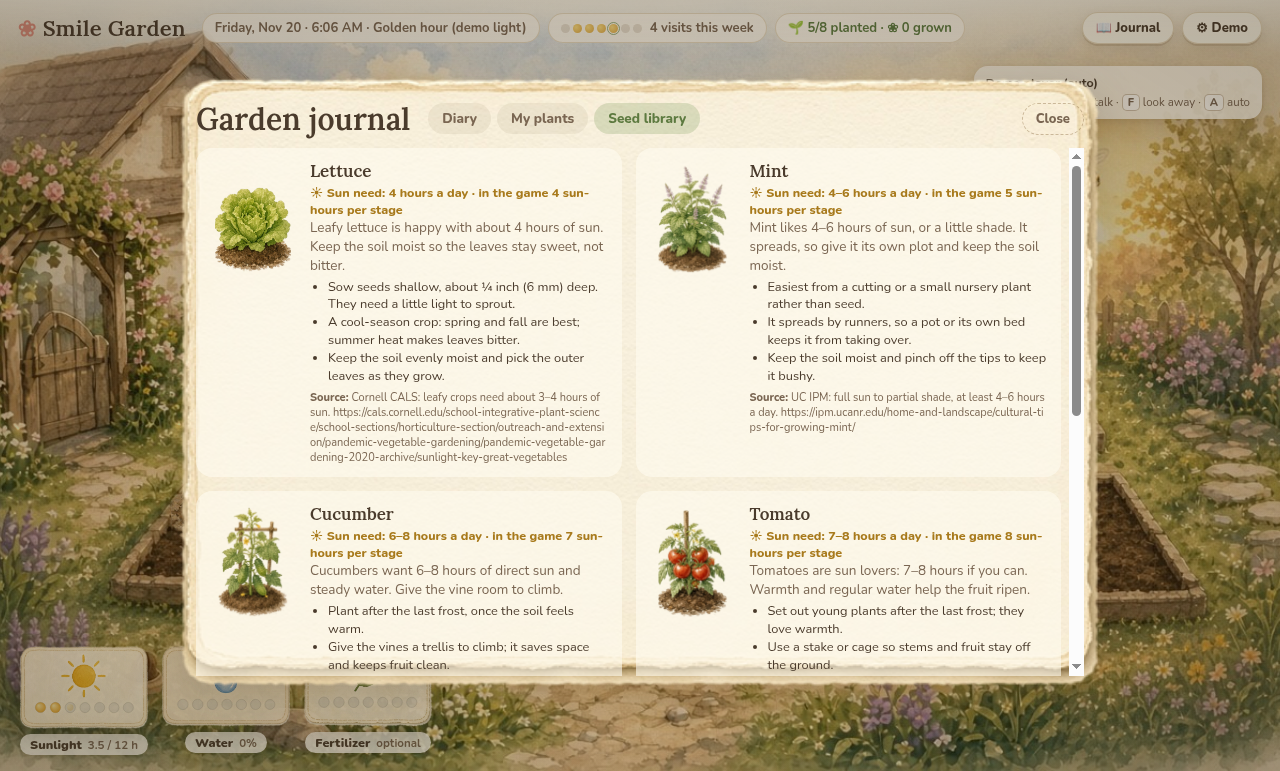 ❀ Smile Garden
Friday, Nov 20 · 6:06 AM · Golden hour (demo light)
4 visits this week
🌱 5/8 planted · ❀ 0 grown
📖 Journal
⚙ Demo
auto)
F look away · A auto
Garden journal
Diary
My plants
Seed library
Close
Lettuce
☀ Sun need: 4 hours a day · in the game 4 sun-
hours per stage
Leafy lettuce is happy with about 4 hours of sun.
Keep the soil moist so the leaves stay sweet, not
bitter.
• Sow seeds shallow, about ¼ inch (6 mm) deep.
They need a little light to sprout.
• A cool-season crop: spring and fall are best;
summer heat makes leaves bitter.
• Keep the soil evenly moist and pick the outer
leaves as they grow.
Source: Cornell CALS: leafy crops need about 3–4 hours of
sun. https://cals.cornell.edu/school-integrative-plant-scienc
e/school-sections/horticulture-section/outreach-and-extensi
on/pandemic-vegetable-gardening/pandemic-vegetable-gar
dening-2020-archive/sunlight-key-great-vegetables
Mint
☀ Sun need: 4–6 hours a day · in the game 5 sun-
hours per stage
Mint likes 4–6 hours of sun, or a little shade. It
spreads, so give it its own plot and keep the soil
moist.
• Easiest from a cutting or a small nursery plant
rather than seed.
• It spreads by runners, so a pot or its own bed
keeps it from taking over.
• Keep the soil moist and pinch off the tips to keep
it bushy.
Source: UC IPM: full sun to partial shade, at least 4–6 hours
a day. https://ipm.ucanr.edu/home-and-landscape/cultural-ti
ps-for-growing-mint/
Cucumber
☀ Sun need: 6–8 hours a day · in the game 7 sun-
hours per stage
Cucumbers want 6–8 hours of direct sun and
steady water. Give the vine room to climb.
• Plant after the last frost, once the soil feels
warm.
• Give the vines a trellis to climb; it saves space
and keeps fruit clean.
Tomato
☀ Sun need: 7–8 hours a day · in the game 8 sun-
hours per stage
Tomatoes are sun lovers: 7–8 hours if you can.
Warmth and regular water help the fruit ripen.
• Set out young plants after the last frost; they
love warmth.
• Use a stake or cage so stems and fruit stay off
the ground.
Sunlight 3.5 / 12 h
Water 0%
Fertilizer optional